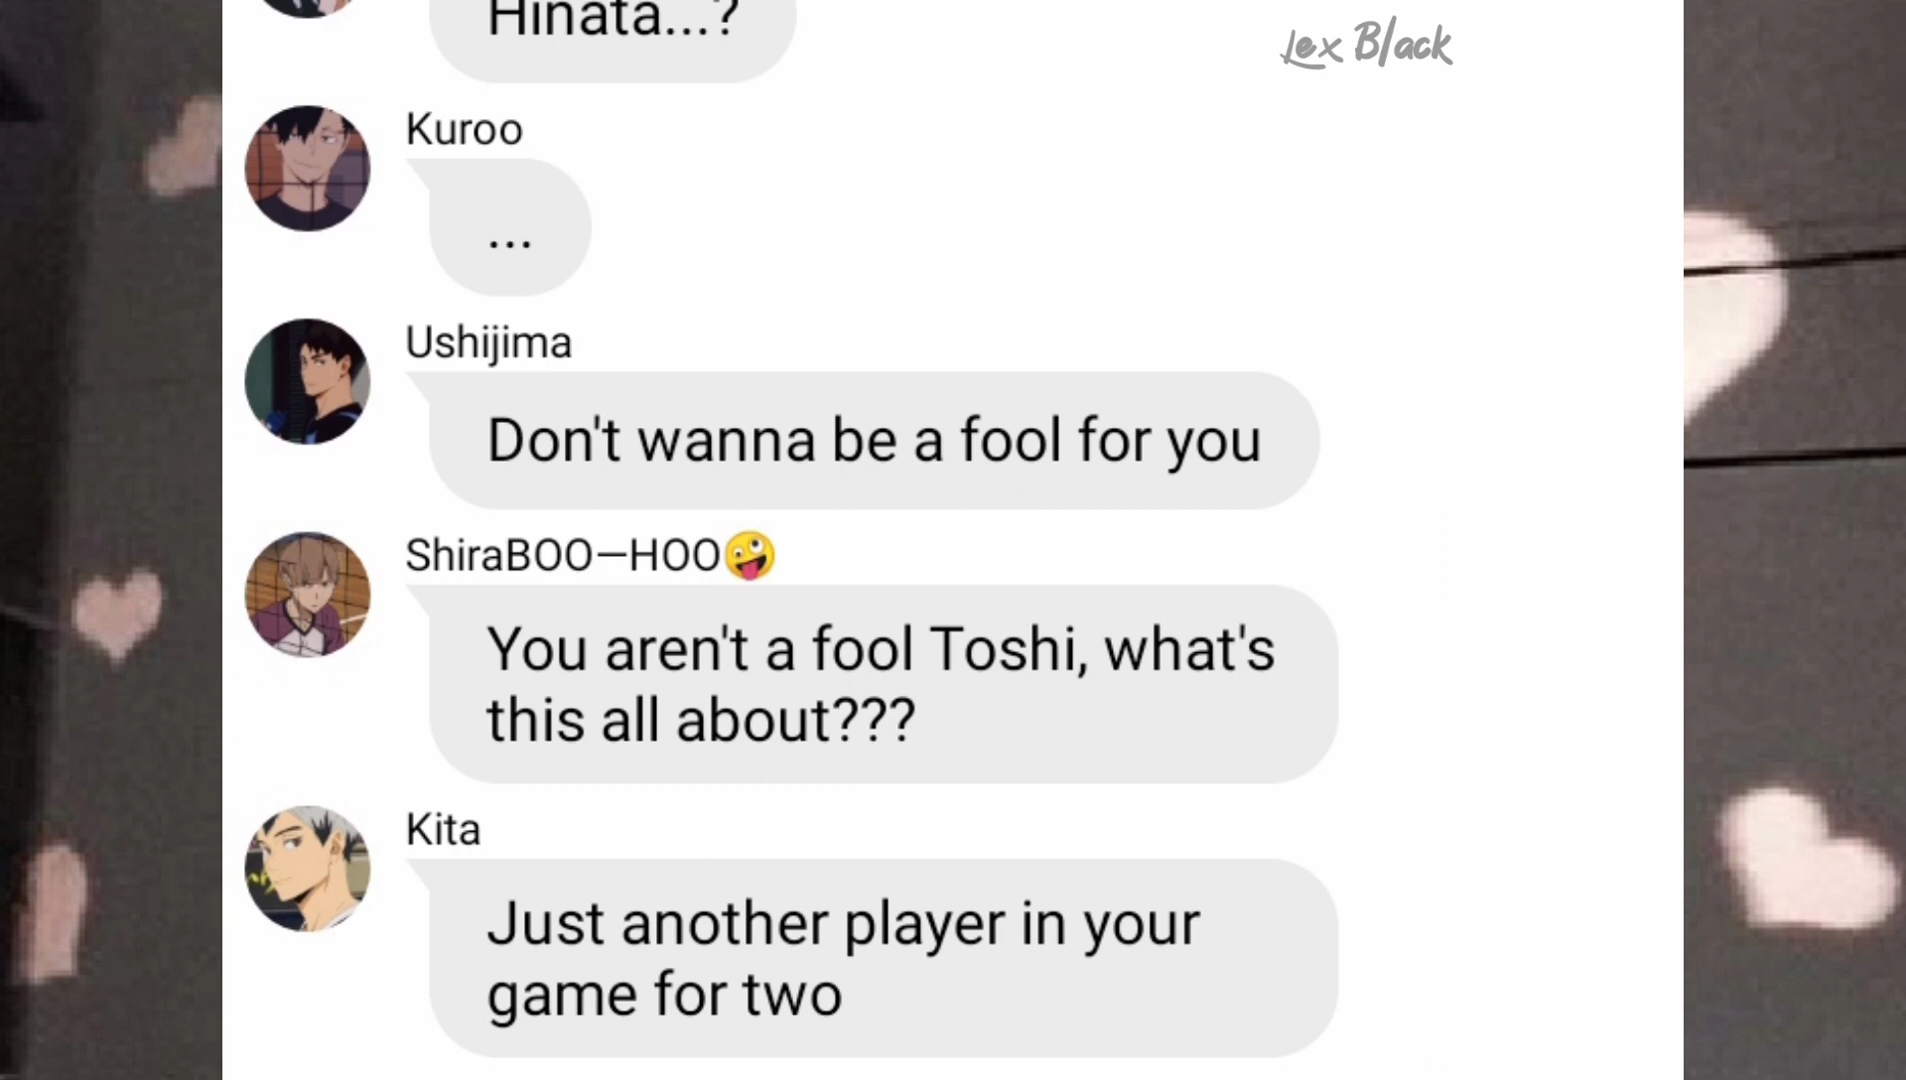 Hinata...?
Lex Black
Kuroo
...
Ushijima
Don't wanna be a fool for you
ShiraBOO—HOO🤪
You aren't a fool Toshi, what's
this all about???
Kita
Just another player in your
game for two